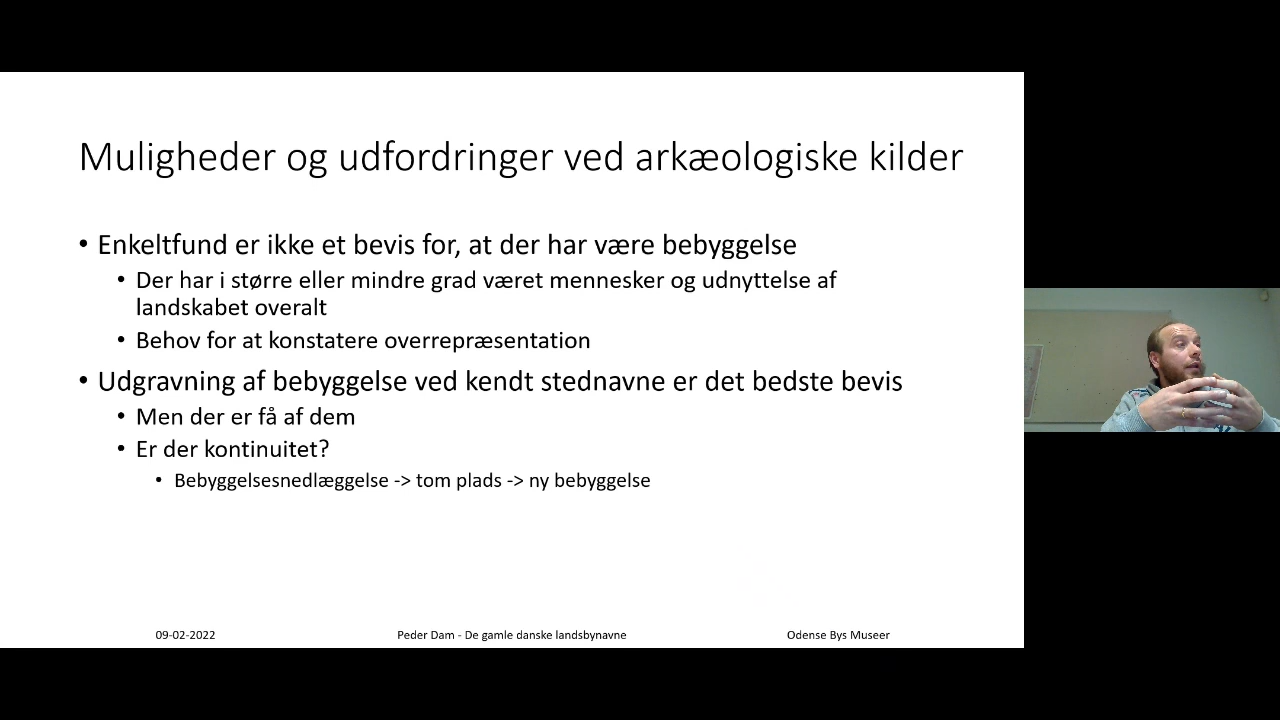 Muligheder og udfordringer ved arkæologiske kilder
• Enkeltfund er ikke et bevis for, at der har være bebyggelse
• Der har i større eller mindre grad været mennesker og udnyttelse af
landskabet overalt
• Behov for at konstatere overrepræsentation
• Udgravning af bebyggelse ved kendt stednavne er det bedste bevis
• Men der er få af dem
• Er der kontinuitet?
• Bebyggelsesnedlæggelse -> tom plads -> ny bebyggelse
09-02-2022
Peder Dam - De gamle danske landsbynavne
Odense Bys Museer